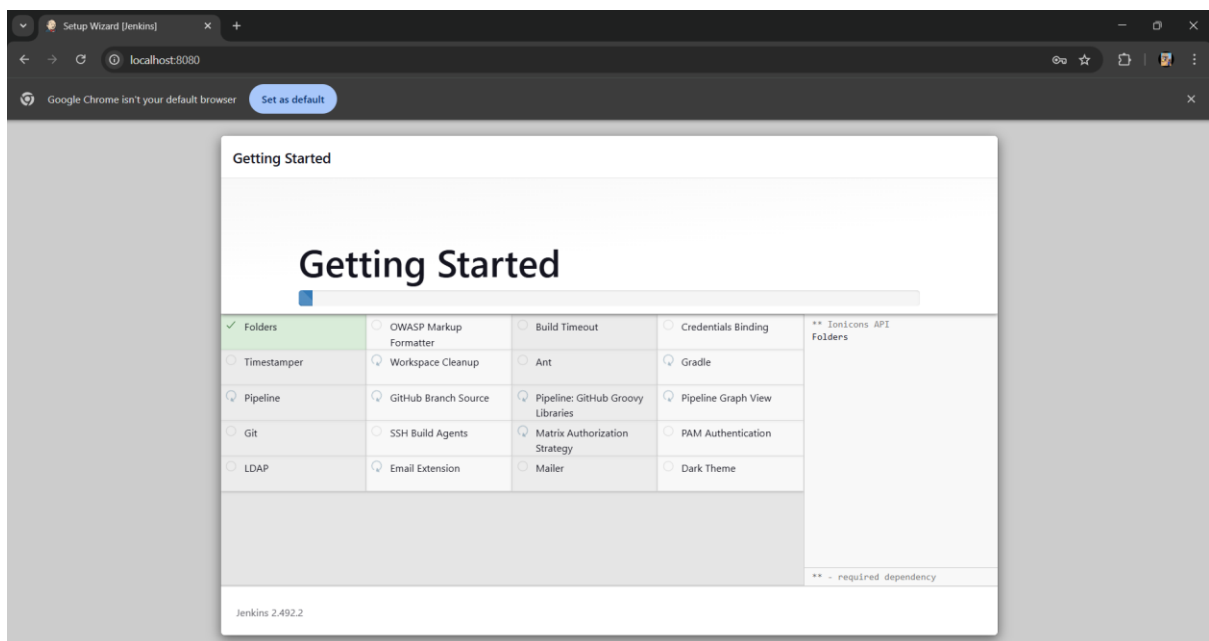 Setup Wizard [Jenkins]
localhost:8080
Google Chrome isn't your default browser
Set as default
Getting Started
Getting Started
Folders
OWASP Markup
Formatter
Build Timeout
Credentials Binding
** Ionicons API
Folders
Timestamper
Workspace Cleanup
Ant
Gradle
Pipeline
GitHub Branch Source
Pipeline: GitHub Groovy
Libraries
Pipeline Graph View
Git
SSH Build Agents
Matrix Authorization
Strategy
PAM Authentication
LDAP
Email Extension
Mailer
Dark Theme
** - required dependency
Jenkins 2.492.2